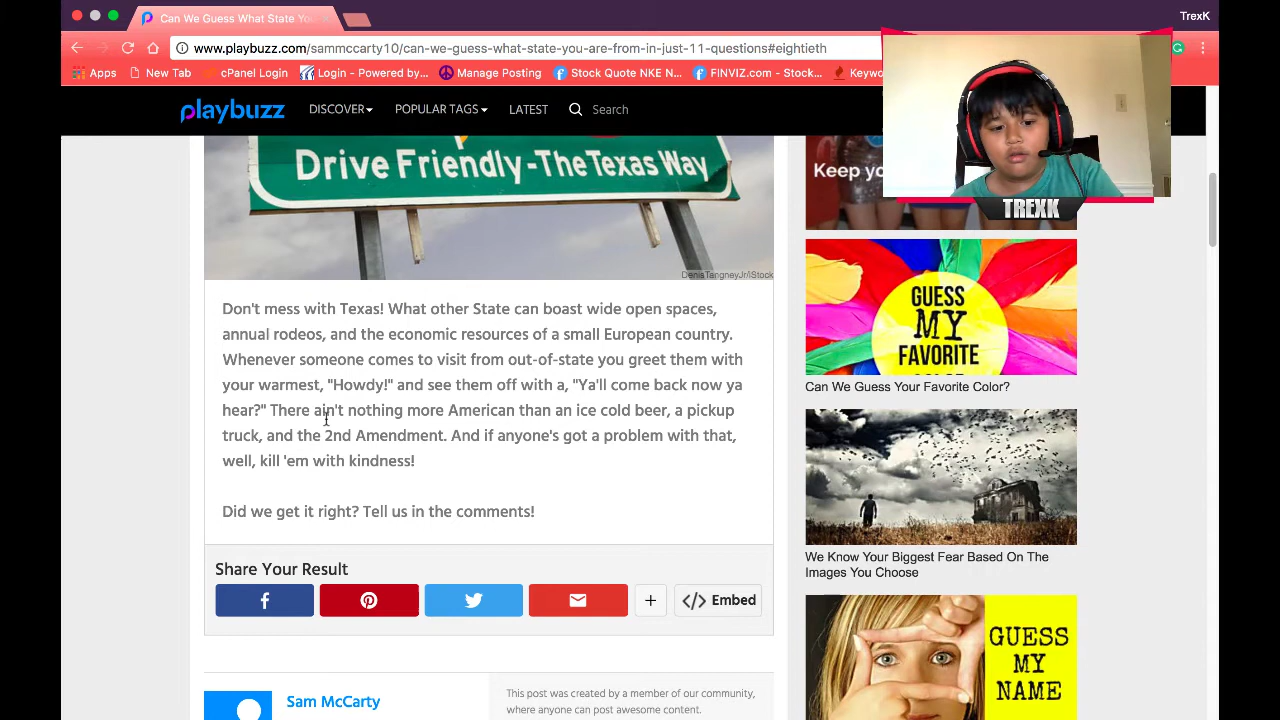 Can We Guess What State Yo
TrexK
www.playbuzz.com/sammccarty10/can-we-guess-what-state-you-are-from-in-just-11-questions#eightieth
Apps New Tab cPanel Login Login - Powered by... Manage Posting Stock Quote NKE N... FINVIZ.com - Stock... Keywo
playbuzz DISCOVER POPULAR TAGS LATEST Search
Drive Friendly-The Texas Way
Keep yo
TREXK
DenisTangneyJr/iStock
Don't mess with Texas! What other State can boast wide open spaces,
annual rodeos, and the economic resources of a small European country.
Whenever someone comes to visit from out-of-state you greet them with
your warmest, "Howdy!" and see them off with a, "Ya'll come back now ya
hear?" There ain't nothing more American than an ice cold beer, a pickup
truck, and the 2nd Amendment. And if anyone's got a problem with that,
well, kill 'em with kindness!
Did we get it right? Tell us in the comments!
Share Your Result
f
+
</> Embed
Sam McCarty
This post was created by a member of our community,
where anyone can post awesome content.
GUESS
MY
FAVORITE
Can We Guess Your Favorite Color?
We Know Your Biggest Fear Based On The
Images You Choose
GUESS
MY
NAME